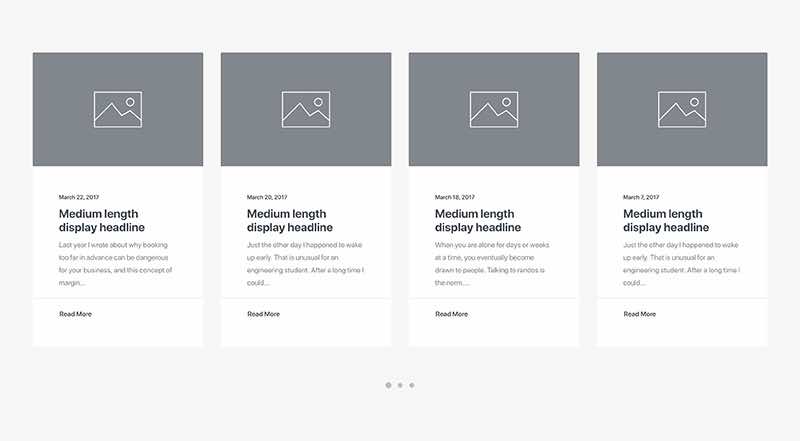 March 22, 2017
Medium length
display headline
Last year I wrote about why booking
too far in advance can be dangerous
for your business, and this concept of
margin...
Read More
March 20, 2017
Medium length
display headline
Just the other day I happened to wake
up early. That is unusual for an
engineering student. After a long time I
could...
Read More
March 18, 2017
Medium length
display headline
When you are alone for days or weeks
at a time, you eventually become
drawn to people. Talking to randos is
the norm....
Read More
March 7, 2017
Medium length
display headline
Just the other day I happened to wake
up early. That is unusual for an
engineering student. After a long time I
could...
Read More